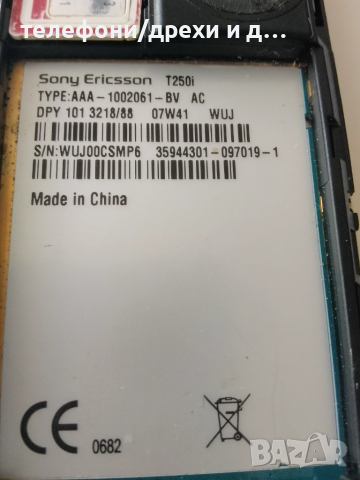 телефони/дрехи и д...
Sony Ericsson T250i
TYPE:AAA-1002061-BV AC
DPY 101 3218/88 07W41 WUJ
S/N:WUJ00CSMP6 35944301-097019-1
Made in China
CE 0682
BAZAR